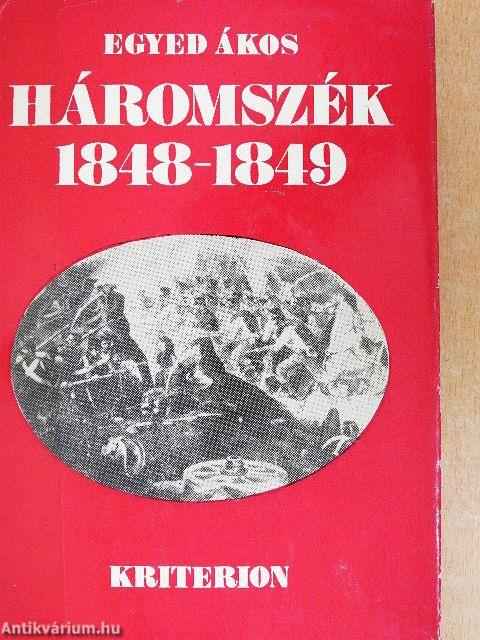 EGYED ÁKOS
HÁROMSZÉK
1848-1849
KRITERION
Antikvárium.hu